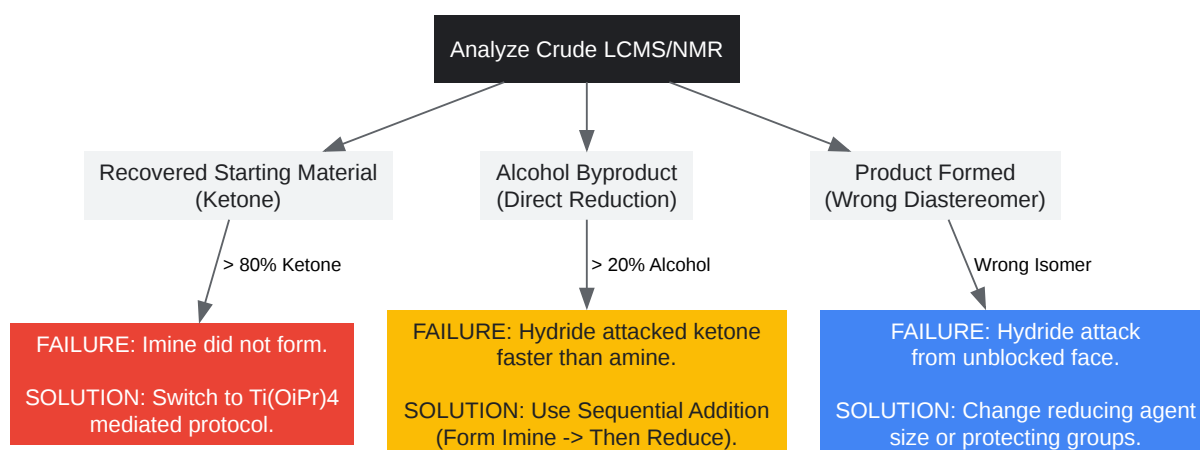 Analyze Crude LCMS/NMR
Recovered Starting Material
(Ketone)
Alcohol Byproduct
(Direct Reduction)
Product Formed
(Wrong Diastereomer)
> 80% Ketone
> 20% Alcohol
Wrong Isomer
FAILURE: Imine did not form.
SOLUTION: Switch to Ti(OiPr)4
mediated protocol.
FAILURE: Hydride attacked ketone
faster than amine.
SOLUTION: Use Sequential Addition
(Form Imine -> Then Reduce).
FAILURE: Hydride attack
from unblocked face.
SOLUTION: Change reducing agent
size or protecting groups.